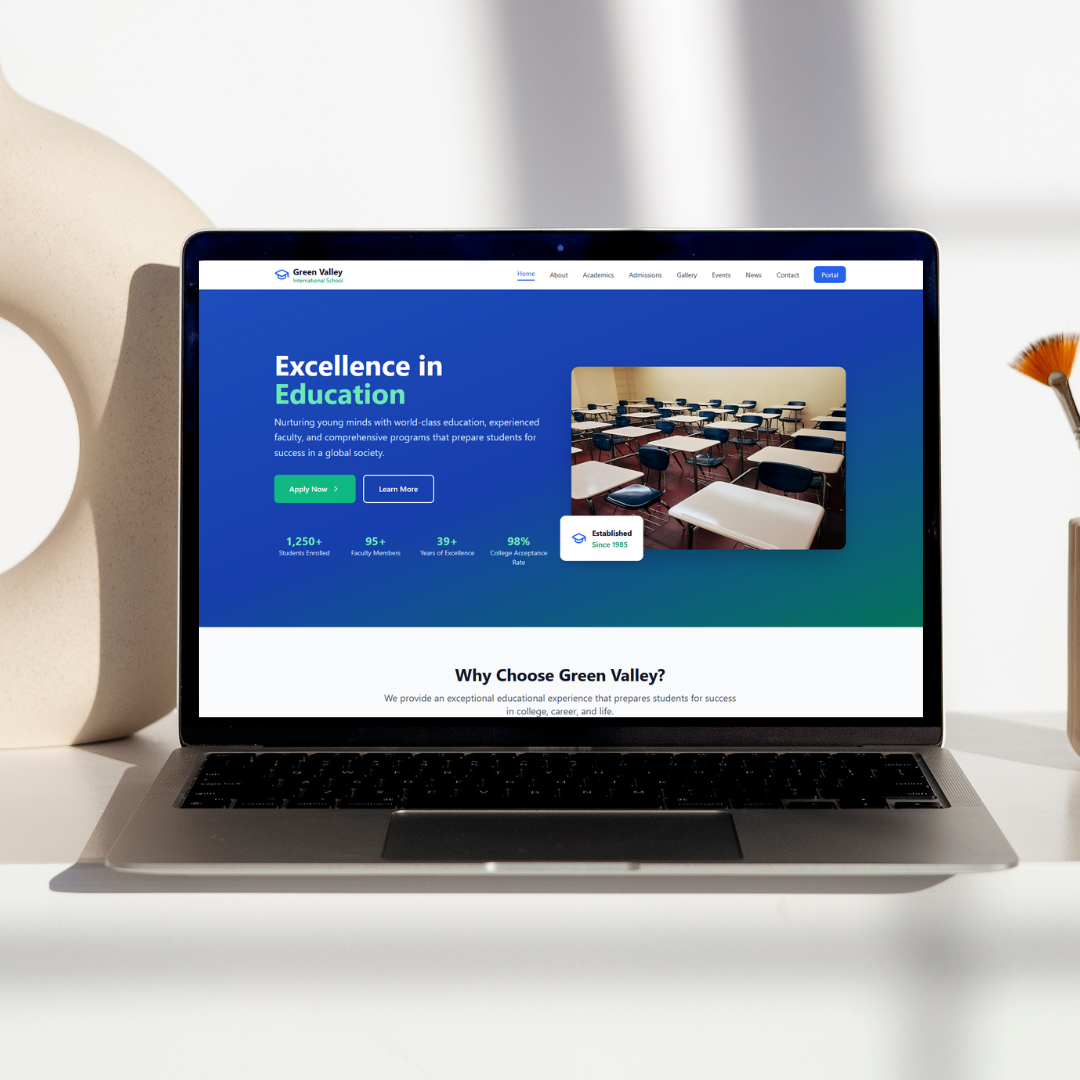 Green Valley
International School
Home About Academics Admissions Gallery Events News Contact Portal
Excellence in
Education
Nurturing young minds with world-class education, experienced
faculty, and comprehensive programs that prepare students for
success in a global society.
Apply Now
Learn More
1,250+
Students Enrolled
95+
Faculty Members
39+
Years of Excellence
98%
College Acceptance
Rate
Established
Since 1985
Why Choose Green Valley?
We provide an exceptional educational experience that prepares students for success
in college, career, and life.